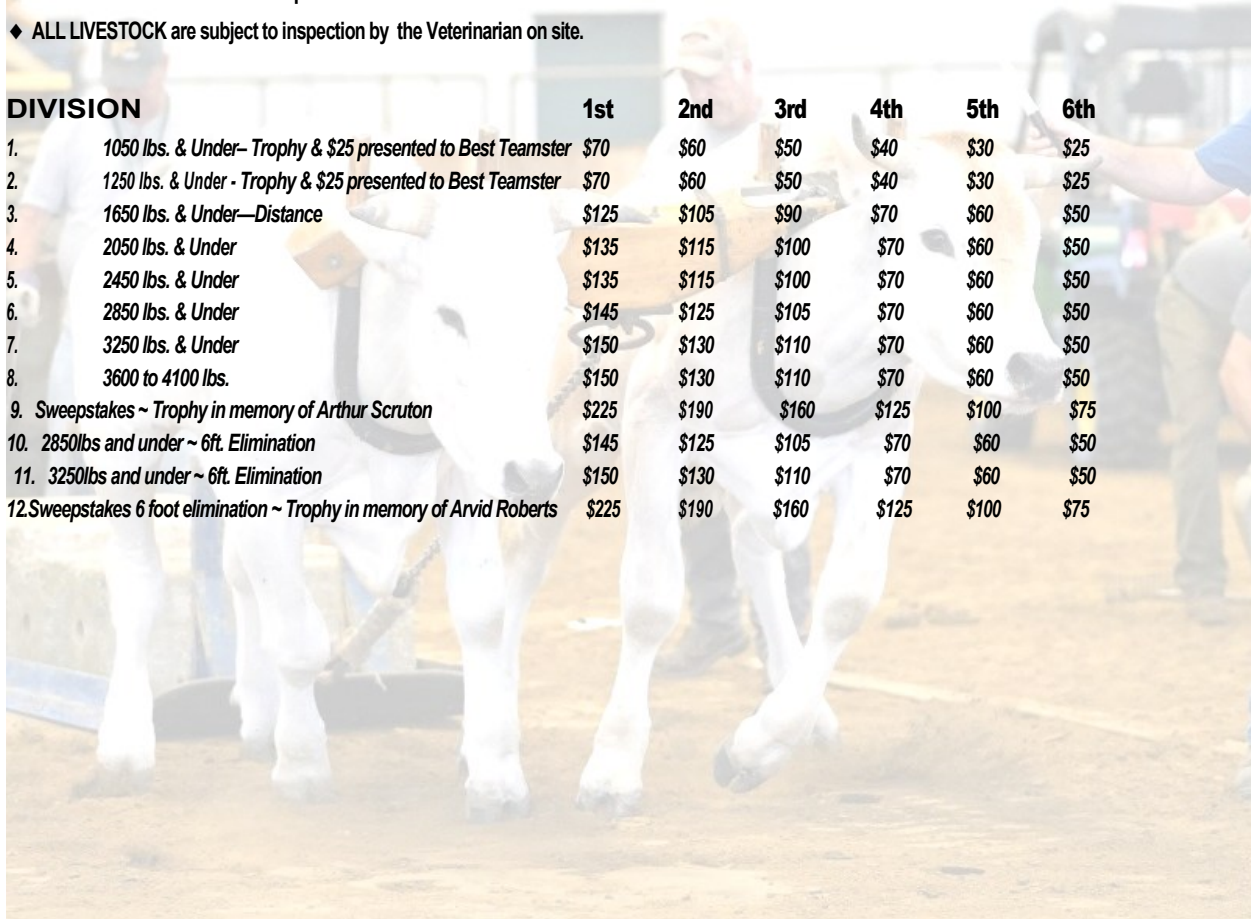 ♦ ALL LIVESTOCK are subject to inspection by the Veterinarian on site.
DIVISION 1st 2nd 3rd 4th 5th 6th
1. 1050 lbs. & Under– Trophy & $25 presented to Best Teamster $70 $60 $50 $40 $30 $25
2. 1250 lbs. & Under - Trophy & $25 presented to Best Teamster $70 $60 $50 $40 $30 $25
3. 1650 lbs. & Under—Distance $125 $105 $90 $70 $60 $50
4. 2050 lbs. & Under $135 $115 $100 $70 $60 $50
5. 2450 lbs. & Under $135 $115 $100 $70 $60 $50
6. 2850 lbs. & Under $145 $125 $105 $70 $60 $50
7. 3250 lbs. & Under $150 $130 $110 $70 $60 $50
8. 3600 to 4100 lbs. $150 $130 $110 $70 $60 $50
9. Sweepstakes ~ Trophy in memory of Arthur Scruton $225 $190 $160 $125 $100 $75
10. 2850lbs and under ~ 6ft. Elimination $145 $125 $105 $70 $60 $50
11. 3250lbs and under ~ 6ft. Elimination $150 $130 $110 $70 $60 $50
12.Sweepstakes 6 foot elimination ~ Trophy in memory of Arvid Roberts $225 $190 $160 $125 $100 $75